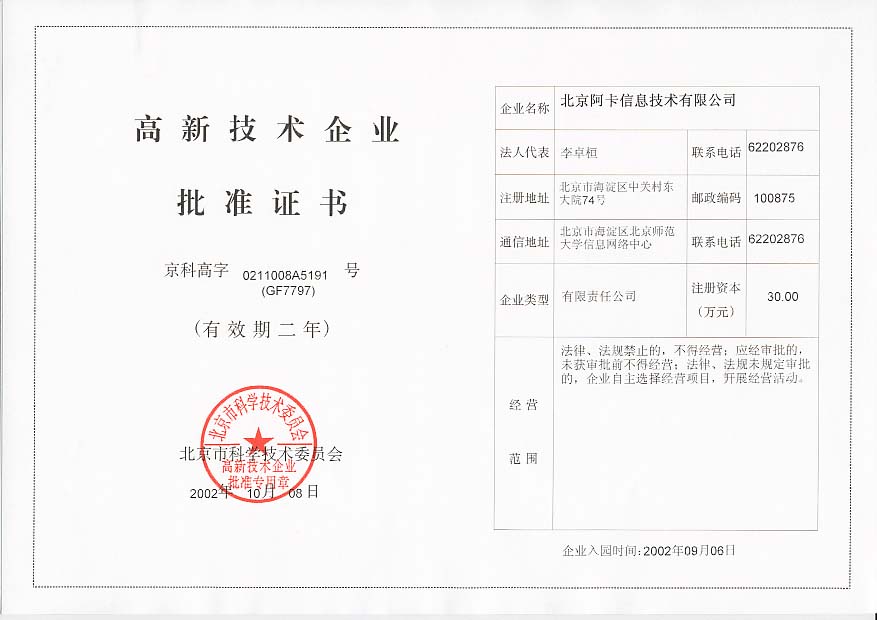 高新技术企业
批准证书
京科高字 0211008A5191 号
(GF7797)
（有效期二年）
北京市科学技术委员会
高新技术企业
批准专用章
北京市科学技术委员会
2002年 10月 08日
企业名称 北京阿卡信息技术有限公司
法人代表 李卓桓 联系电话 62202876
注册地址 北京市海淀区中关村东
大院74号 邮政编码 100875
通信地址 北京市海淀区北京师范
大学信息网络中心 联系电话 62202876
企业类型 有限责任公司 注册资本
（万元） 30.00
经营
范围
法律、法规禁止的，不得经营；应经审批的，
未获审批前不得经营；法律、法规未规定审批
的，企业自主选择经营项目，开展经营活动。
企业入园时间：2002年09月06日